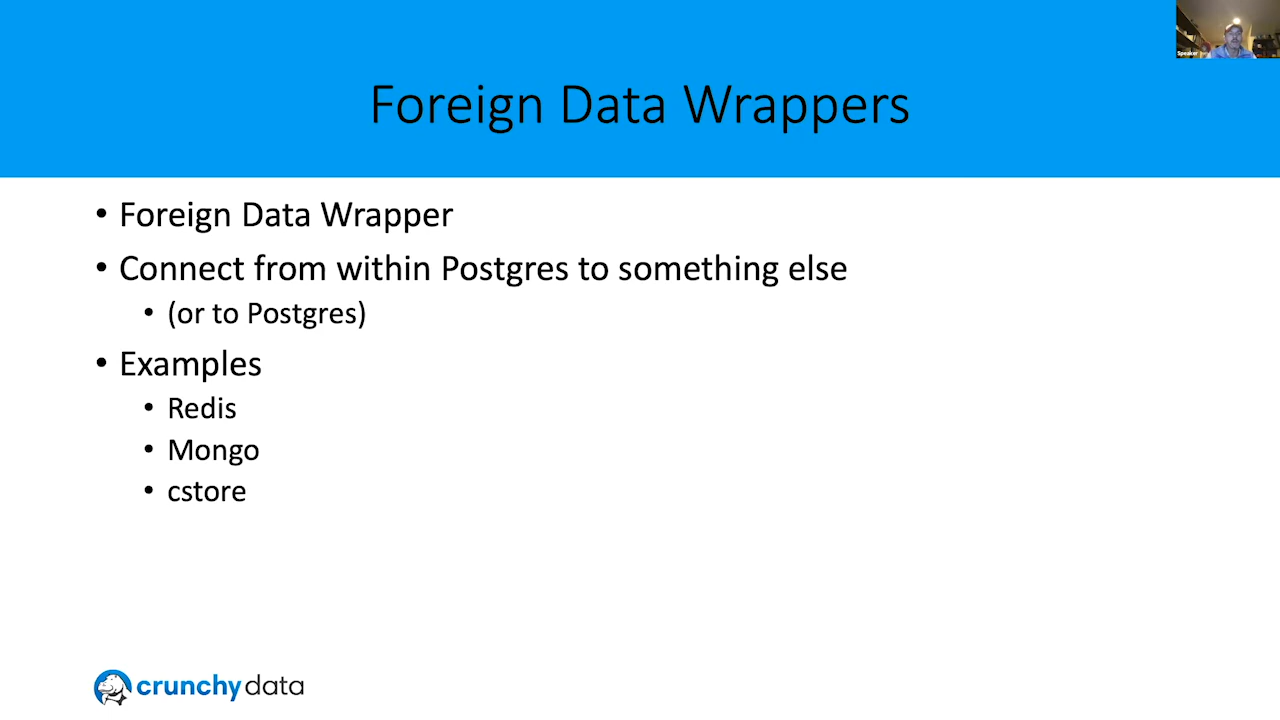 Speaker
Foreign Data Wrappers
• Foreign Data Wrapper
• Connect from within Postgres to something else
• (or to Postgres)
• Examples
• Redis
• Mongo
• cstore
crunchy data